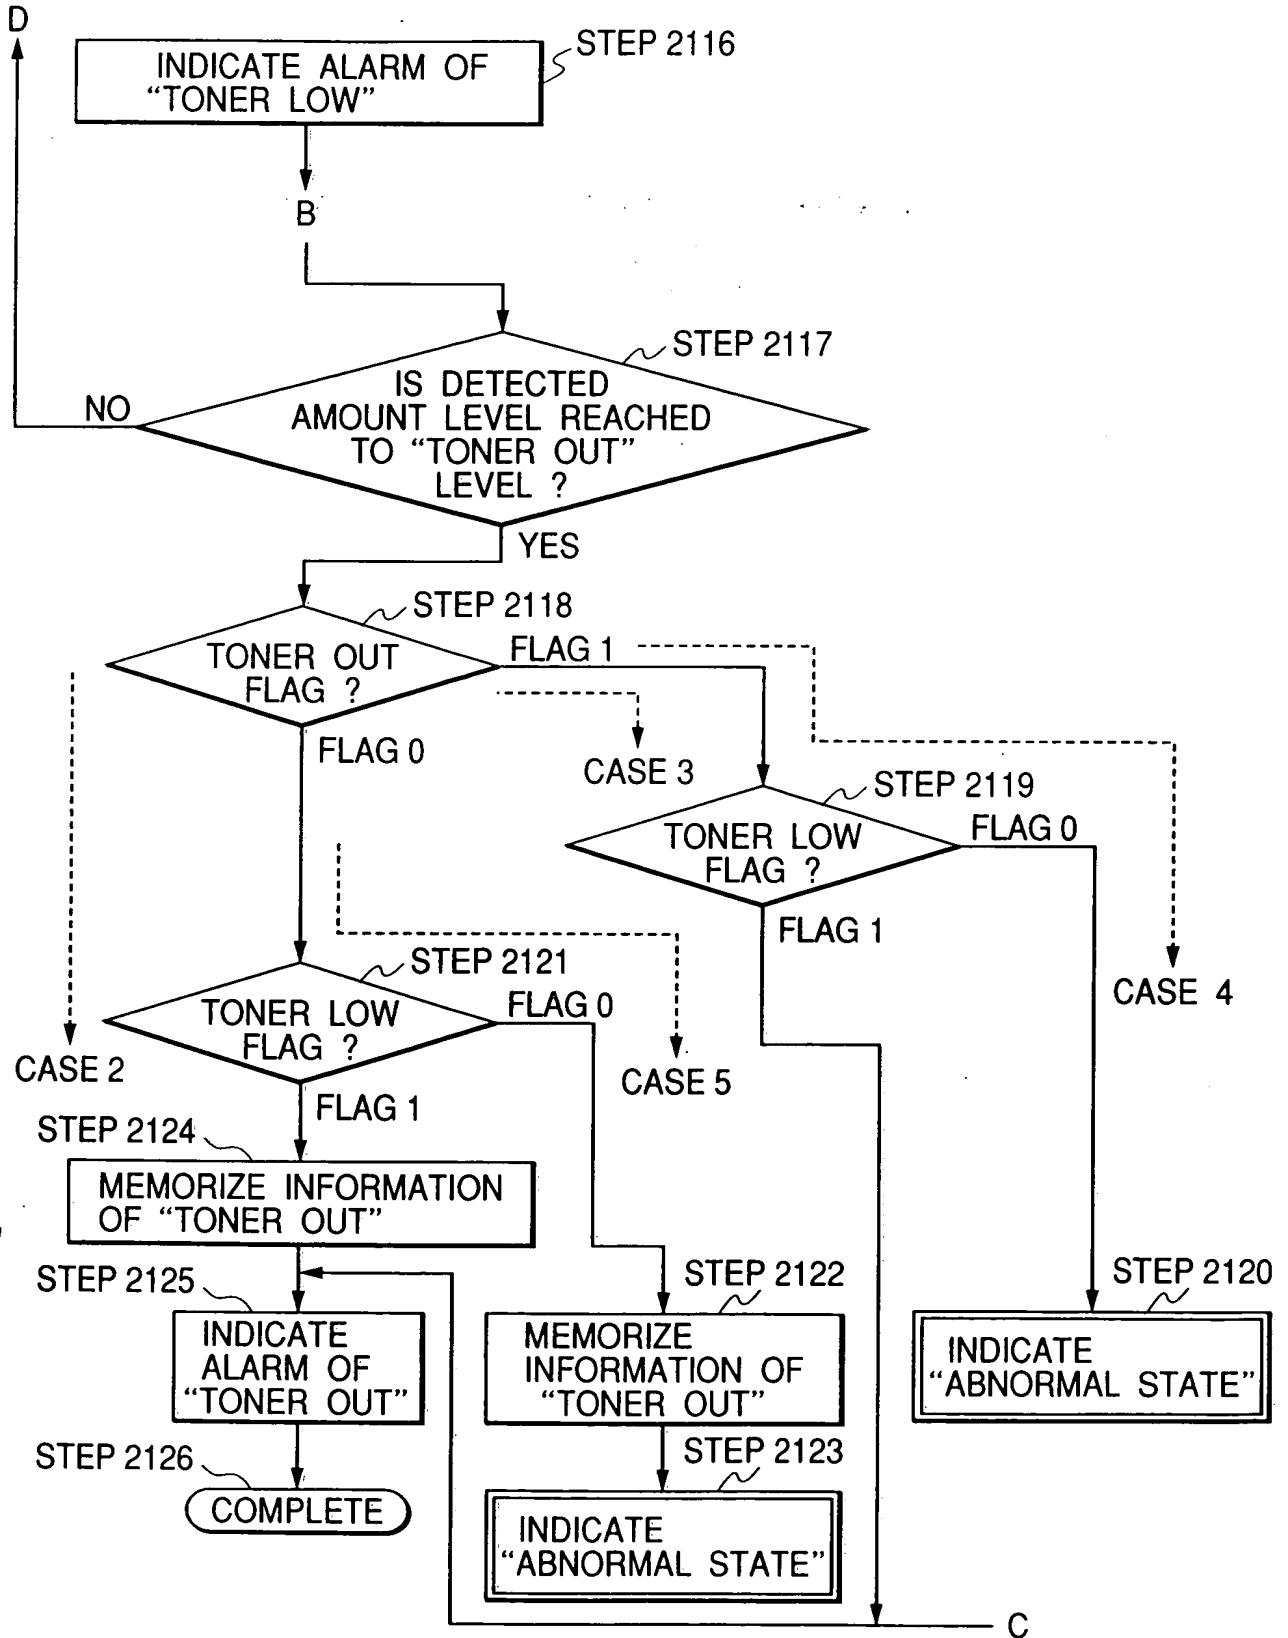 D
STEP 2116
INDICATE ALARM OF
“TONER LOW”
B
STEP 2117
IS DETECTED
AMOUNT LEVEL REACHED
TO “TONER OUT”
LEVEL ?
NO
YES
STEP 2118
TONER OUT
FLAG ?
FLAG 1
FLAG 0
CASE 3
STEP 2119
TONER LOW
FLAG ?
FLAG 0
FLAG 1
CASE 4
STEP 2121
TONER LOW
FLAG ?
FLAG 0
CASE 2
CASE 5
FLAG 1
STEP 2124
MEMORIZE INFORMATION
OF “TONER OUT”
STEP 2125
INDICATE
ALARM OF
“TONER OUT”
STEP 2122
MEMORIZE
INFORMATION OF
“TONER OUT”
STEP 2120
INDICATE
“ABNORMAL STATE”
STEP 2126
COMPLETE
STEP 2123
INDICATE
“ABNORMAL STATE”
C